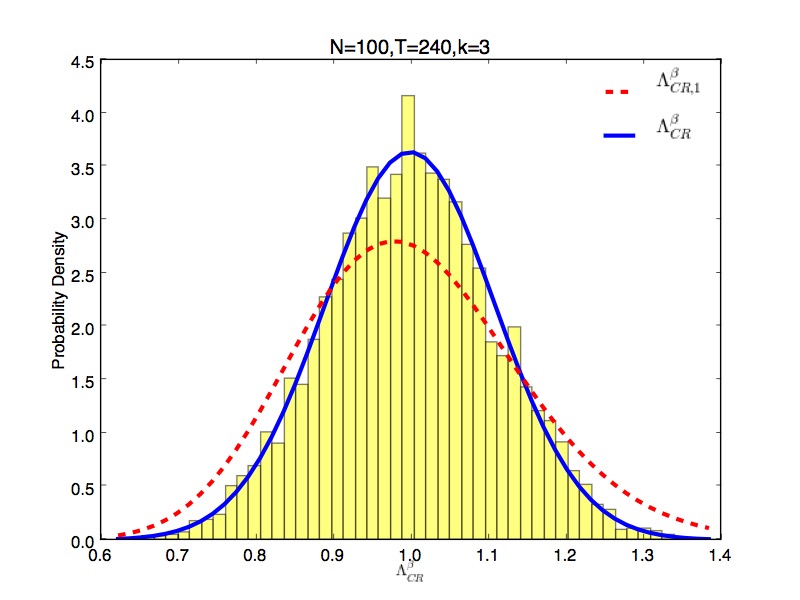 N=100,T=240,k=3
4.5
4.0
3.5
3.0
2.5
2.0
1.5
1.0
0.5
0.0
Probability Density
Λ^β_{CR,1}
Λ^β_{CR}
0.6 0.7 0.8 0.9 1.0 1.1 1.2 1.3 1.4
Λ^β_{CR}